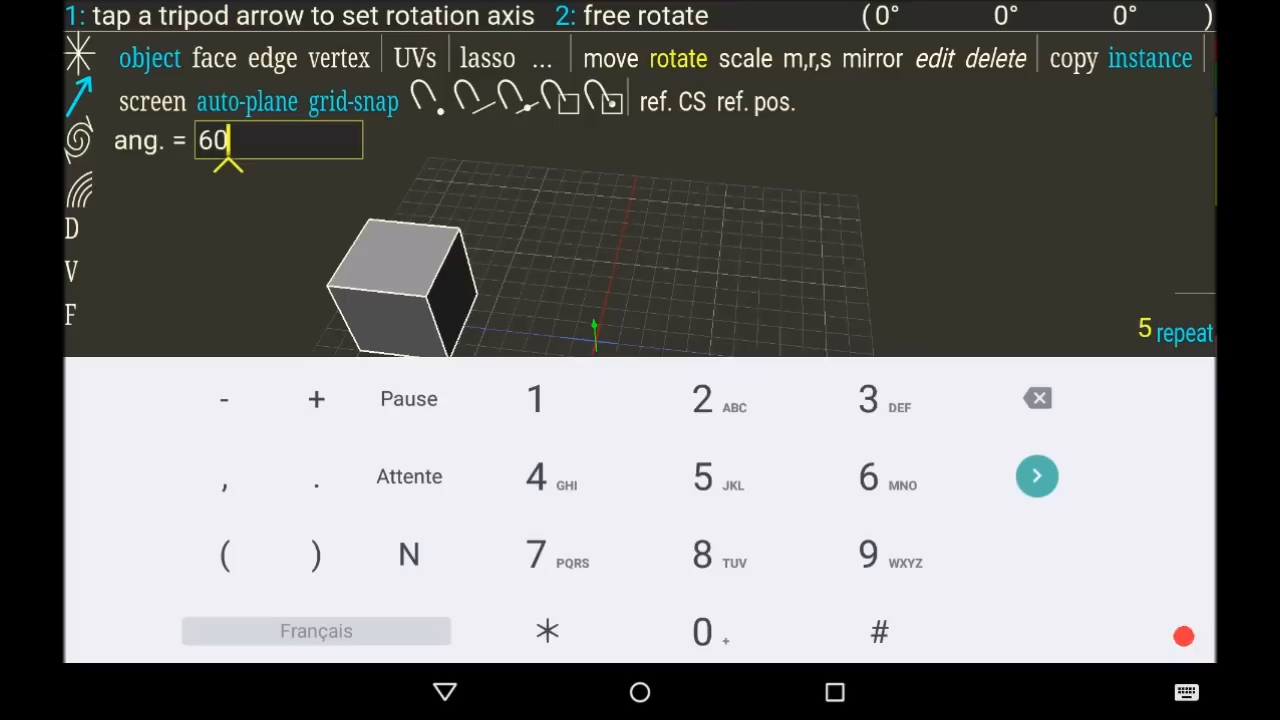 1: tap a tripod arrow to set rotation axis 2: free rotate (0° 0° 0° )
object face edge vertex UVs lasso ... move rotate scale m,r,s mirror edit delete copy instance
screen auto-plane grid-snap ref. CS ref. pos.
ang. = 60
D
V
F
5 repeat
- + Pause 1 2 ABC 3 DEF
, . Attente 4 GHI 5 JKL 6 MNO
( ) N 7 PQRS 8 TUV 9 WXYZ
Français * 0 + #